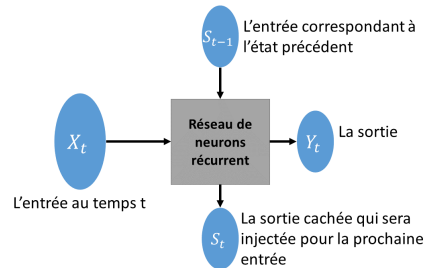 S_{t-1}
L'entrée correspondant à
l'état précédent
X_t
Réseau de
neurons
récurrent
Y_t
La sortie
L'entrée au temps t
S_t
La sortie cachée qui sera
injectée pour la prochaine
entrée